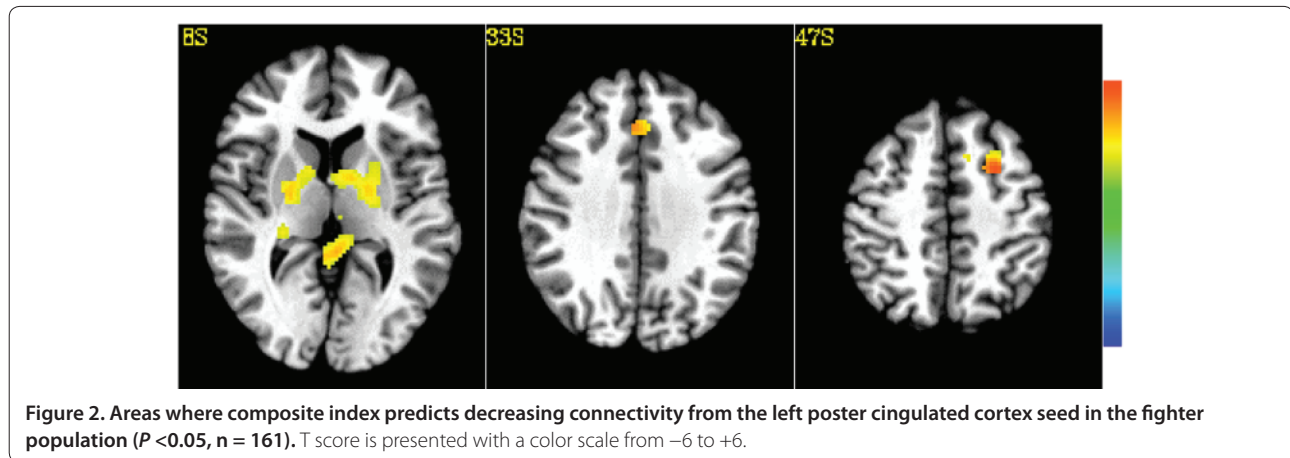 8S 33S 47S
Figure 2. Areas where composite index predicts decreasing connectivity from the left poster cingulated cortex seed in the fighter
population (P <0.05, n = 161). T score is presented with a color scale from −6 to +6.